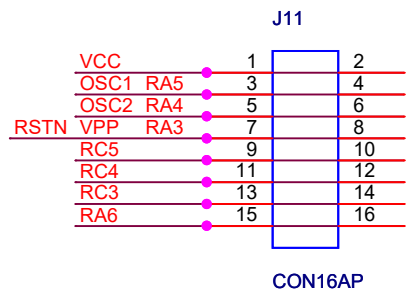 J11
VCC 1 2
OSC1 RA5 3 4
OSC2 RA4 5 6
RSTN VPP RA3 7 8
RC5 9 10
RC4 11 12
RC3 13 14
RA6 15 16
CON16AP